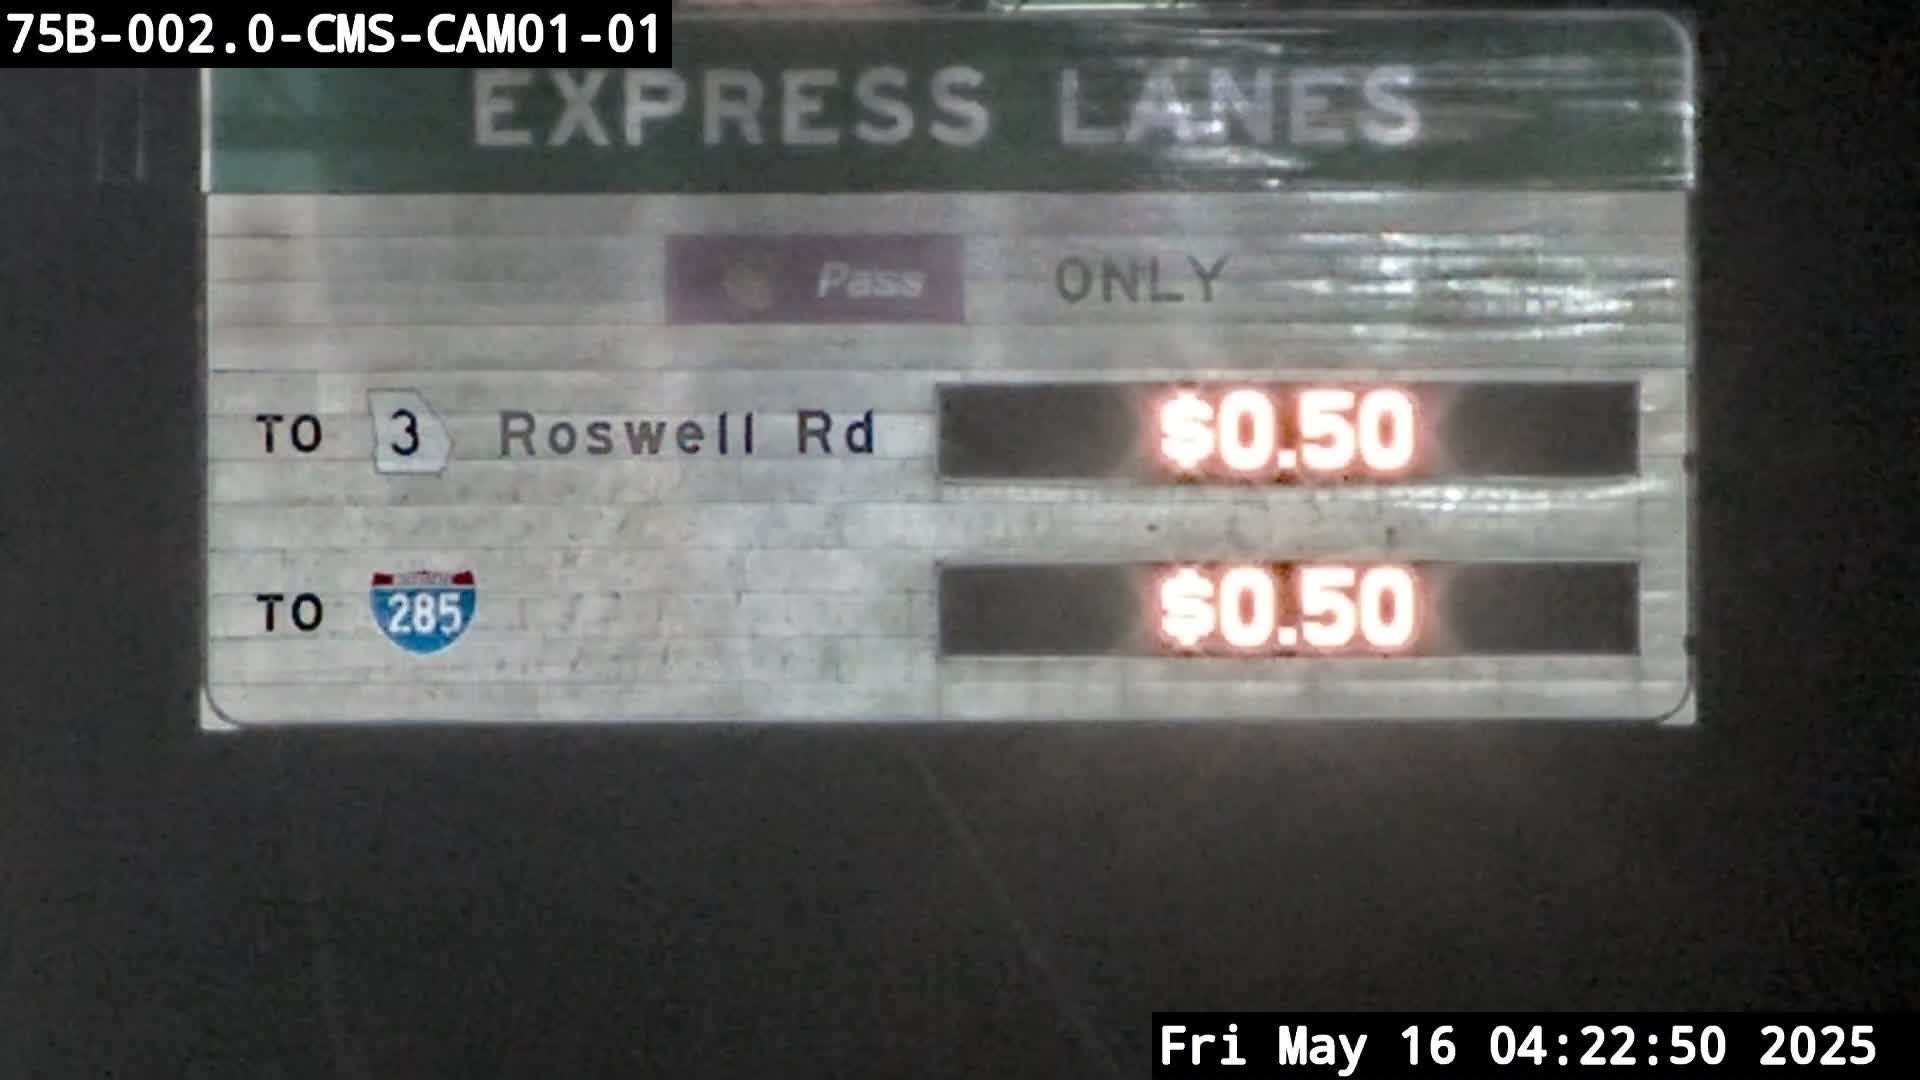 75B-002.0-CMS-CAM01-01
EXPRESS LANES
Pass ONLY
TO 3 Roswell Rd $0.50
TO 285 $0.50
Fri May 16 04:22:50 2025